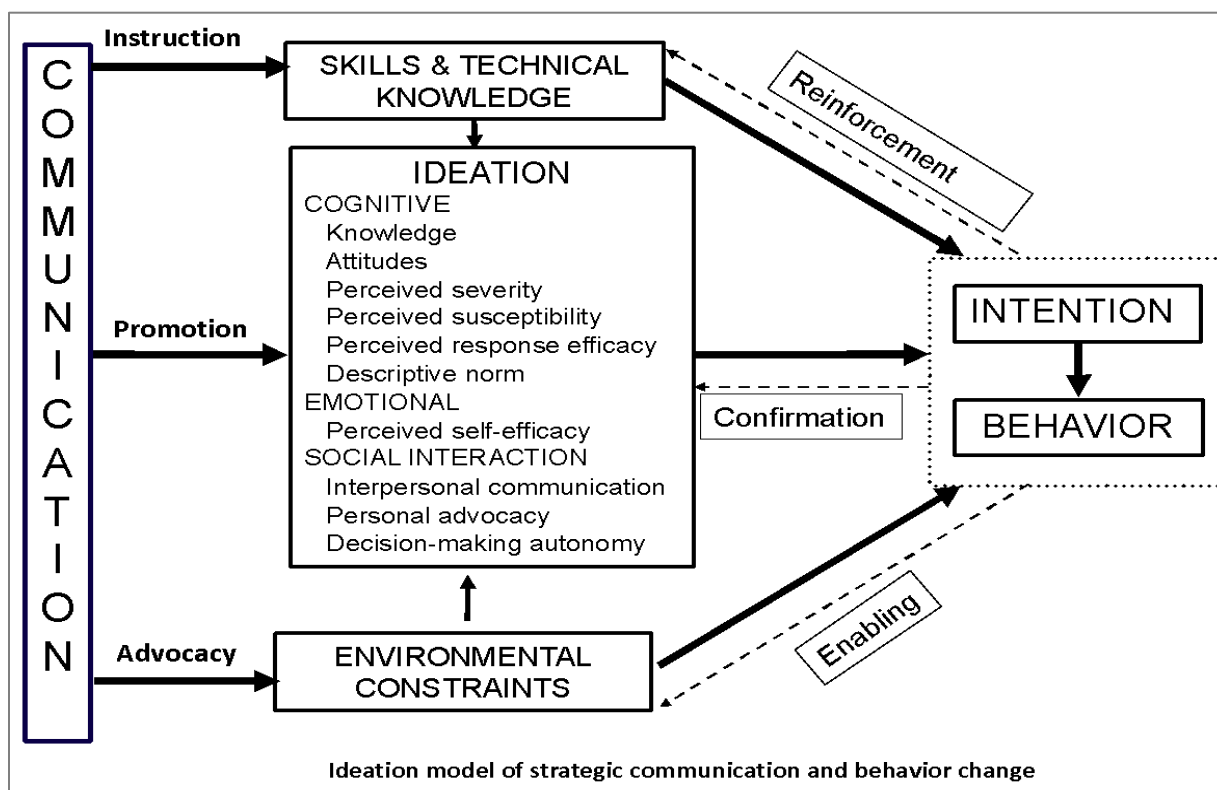 COMMUNICATION
Instruction
SKILLS & TECHNICAL
KNOWLEDGE
Reinforcement
IDEATION
COGNITIVE
Knowledge
Attitudes
Perceived severity
Perceived susceptibility
Perceived response efficacy
Descriptive norm
EMOTIONAL
Perceived self-efficacy
SOCIAL INTERACTION
Interpersonal communication
Personal advocacy
Decision-making autonomy
Promotion
Confirmation
INTENTION
BEHAVIOR
Advocacy
ENVIRONMENTAL
CONSTRAINTS
Enabling
Ideation model of strategic communication and behavior change